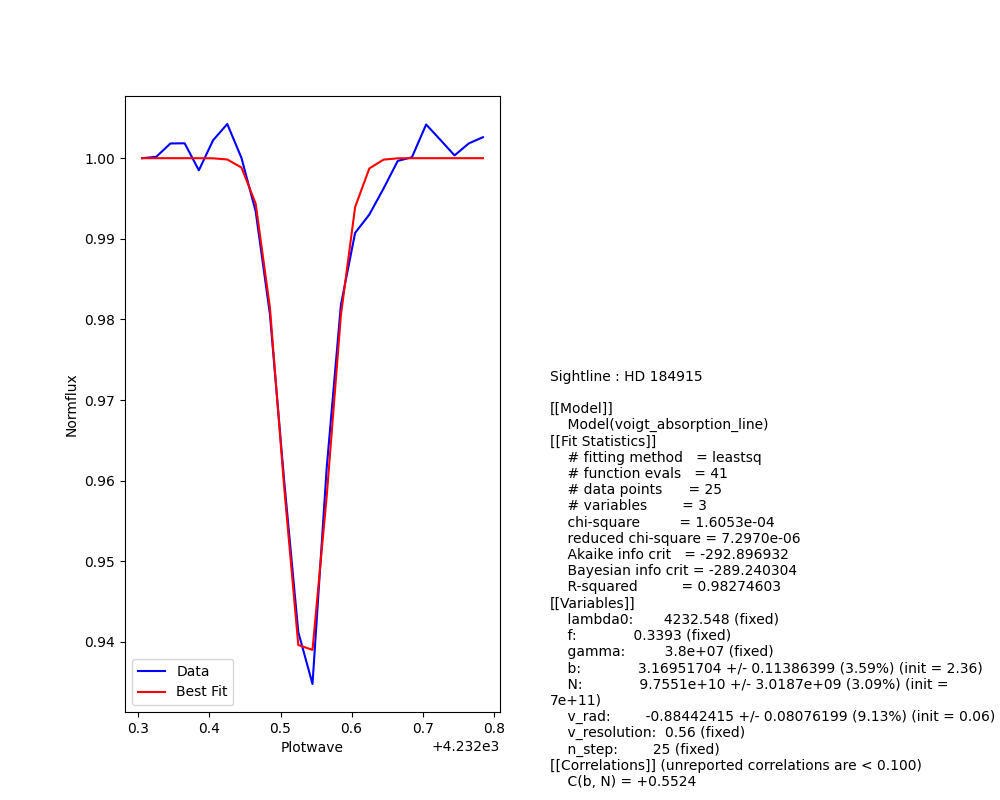 1.00
0.99
0.98
0.97
0.96
0.95
0.94
Normflux
Data
Best Fit
0.3 0.4 0.5 0.6 0.7 0.8
Plotwave
+4.232e3
Sightline : HD 184915
[[Model]]
Model(voigt_absorption_line)
[[Fit Statistics]]
# fitting method = leastsq
# function evals = 41
# data points = 25
# variables = 3
chi-square = 1.6053e-04
reduced chi-square = 7.2970e-06
Akaike info crit = -292.896932
Bayesian info crit = -289.240304
R-squared = 0.98274603
[[Variables]]
lambda0: 4232.548 (fixed)
f: 0.3393 (fixed)
gamma: 3.8e+07 (fixed)
b: 3.16951704 +/- 0.11386399 (3.59%) (init = 2.36)
N: 9.7551e+10 +/- 3.0187e+09 (3.09%) (init =
7e+11)
v_rad: -0.88442415 +/- 0.08076199 (9.13%) (init = 0.06)
v_resolution: 0.56 (fixed)
n_step: 25 (fixed)
[[Correlations]] (unreported correlations are < 0.100)
C(b, N) = +0.5524